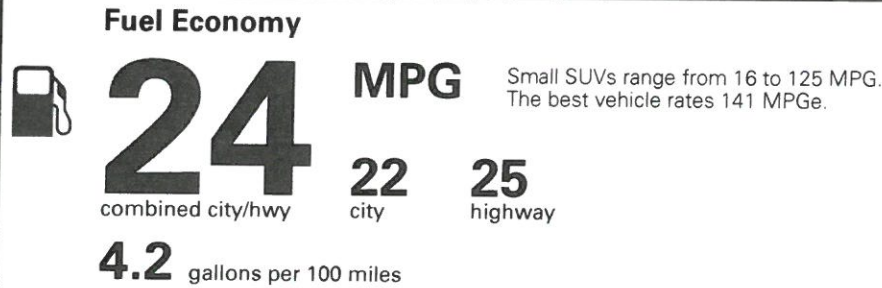 Fuel Economy
24 MPG
Small SUVs range from 16 to 125 MPG.
The best vehicle rates 141 MPGe.
combined city/hwy
22
city
25
highway
4.2 gallons per 100 miles